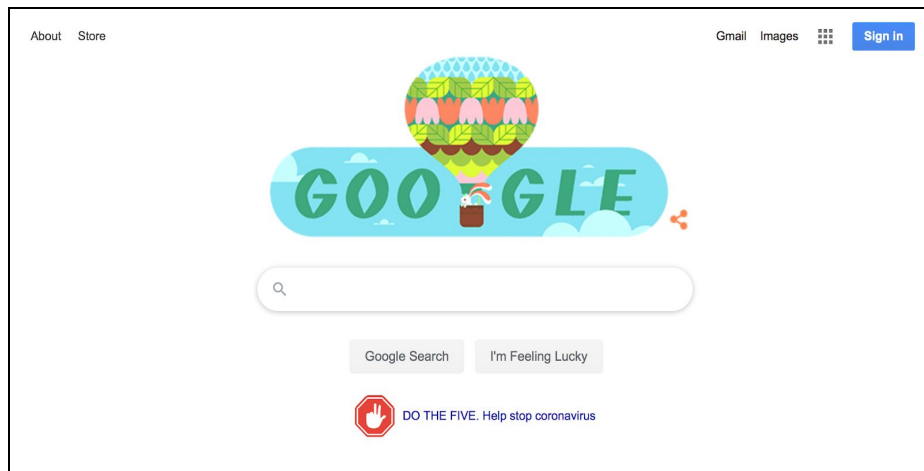 About Store
Gmail Images Sign in
GOOGLE
Google Search I'm Feeling Lucky
DO THE FIVE. Help stop coronavirus